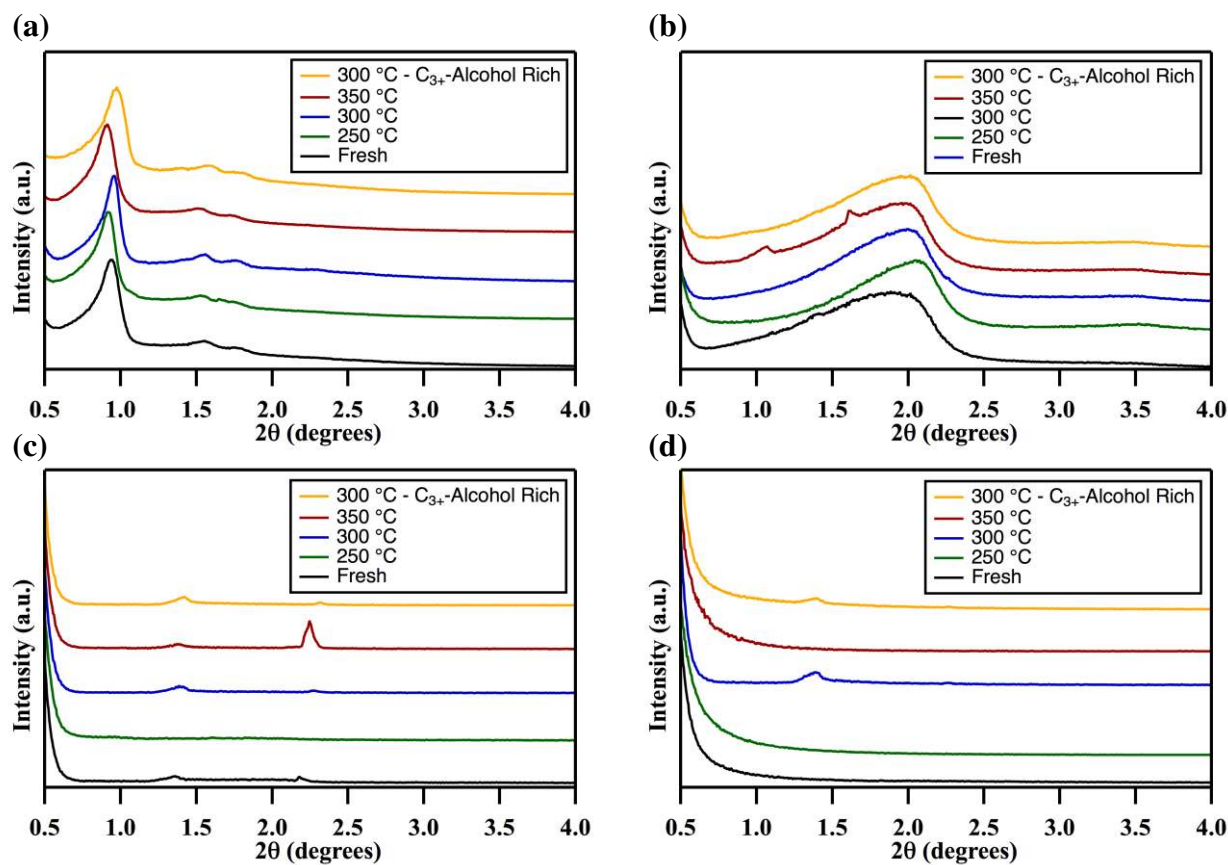 (a)
Intensity (a.u.)
300 °C - C₃₊-Alcohol Rich
350 °C
300 °C
250 °C
Fresh
0.5 1.0 1.5 2.0 2.5 3.0 3.5 4.0
2θ (degrees)
(b)
Intensity (a.u.)
300 °C - C₃₊-Alcohol Rich
350 °C
300 °C
250 °C
Fresh
0.5 1.0 1.5 2.0 2.5 3.0 3.5 4.0
2θ (degrees)
(c)
Intensity (a.u.)
300 °C - C₃₊-Alcohol Rich
350 °C
300 °C
250 °C
Fresh
0.5 1.0 1.5 2.0 2.5 3.0 3.5 4.0
2θ (degrees)
(d)
Intensity (a.u.)
300 °C - C₃₊-Alcohol Rich
350 °C
300 °C
250 °C
Fresh
0.5 1.0 1.5 2.0 2.5 3.0 3.5 4.0
2θ (degrees)